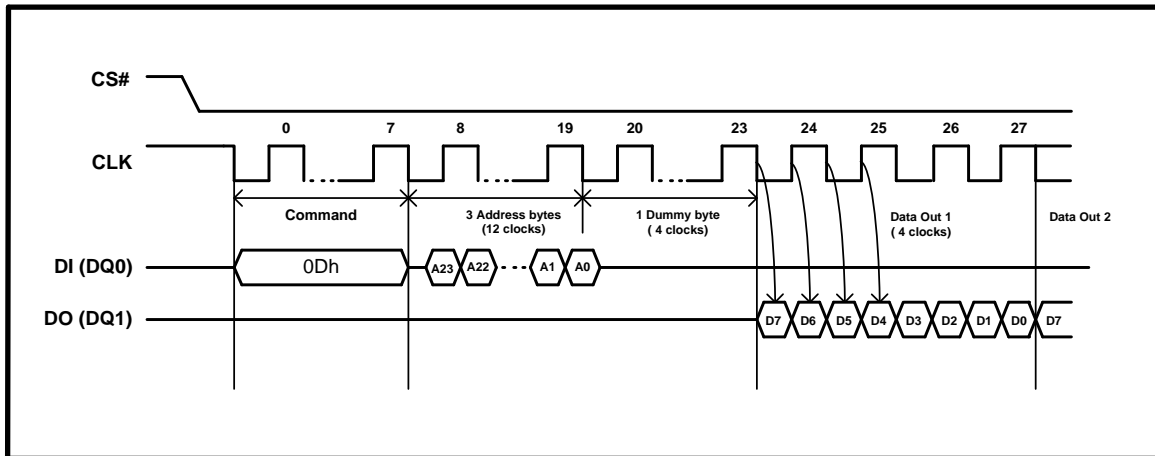 CS#
0 7 8 19 20 23 24 25 26 27
CLK
Command
3 Address bytes
(12 clocks)
1 Dummy byte
( 4 clocks)
Data Out 1
( 4 clocks)
Data Out 2
DI (DQ0)
0Dh
A23 A22 A1 A0
DO (DQ1)
D7 D6 D5 D4 D3 D2 D1 D0 D7